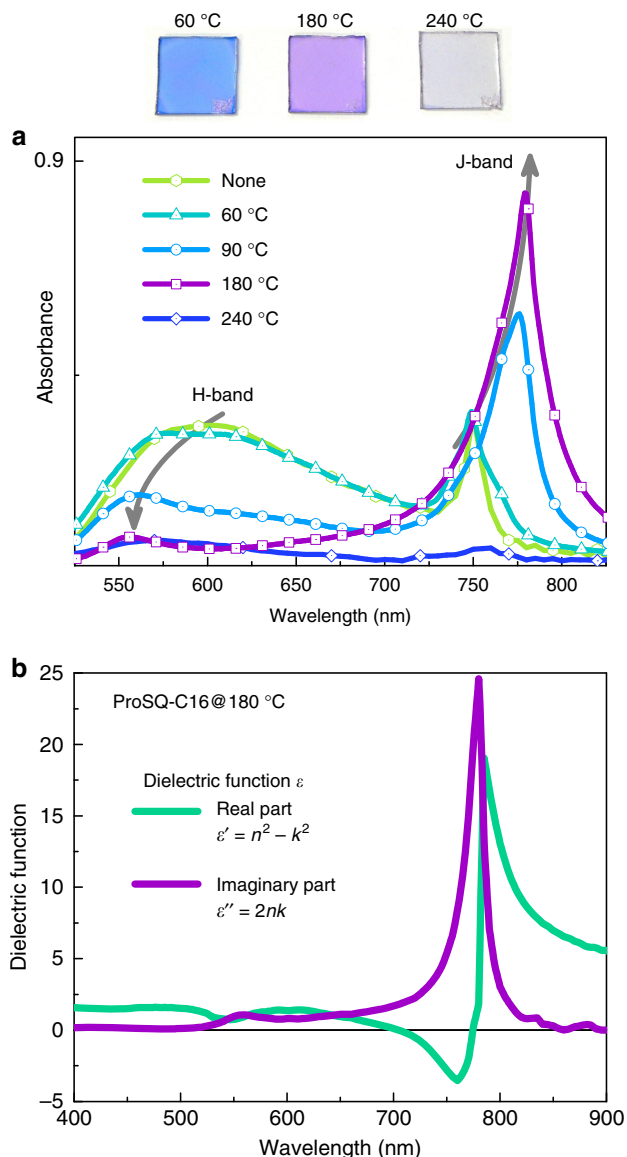 60 °C
180 °C
240 °C
a
0.9
J-band
None
60 °C
90 °C
180 °C
240 °C
H-band
Absorbance
550 600 650 700 750 800
Wavelength (nm)
b
25
ProSQ-C16@180 °C
20
Dielectric function ε
15
Real part
ε′ = n² − k²
10
Imaginary part
ε″ = 2nk
5
0
−5
Dielectric function
400 500 600 700 800 900
Wavelength (nm)